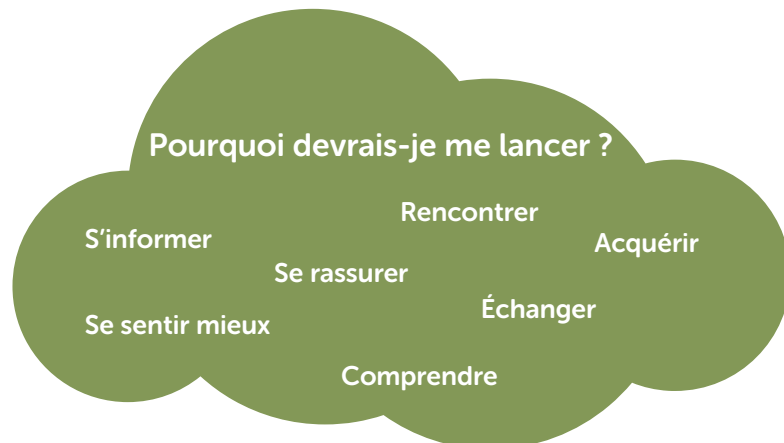 Pourquoi devrais-je me lancer ?
Rencontrer
S’informer
Acquérir
Se rassurer
Échanger
Se sentir mieux
Comprendre